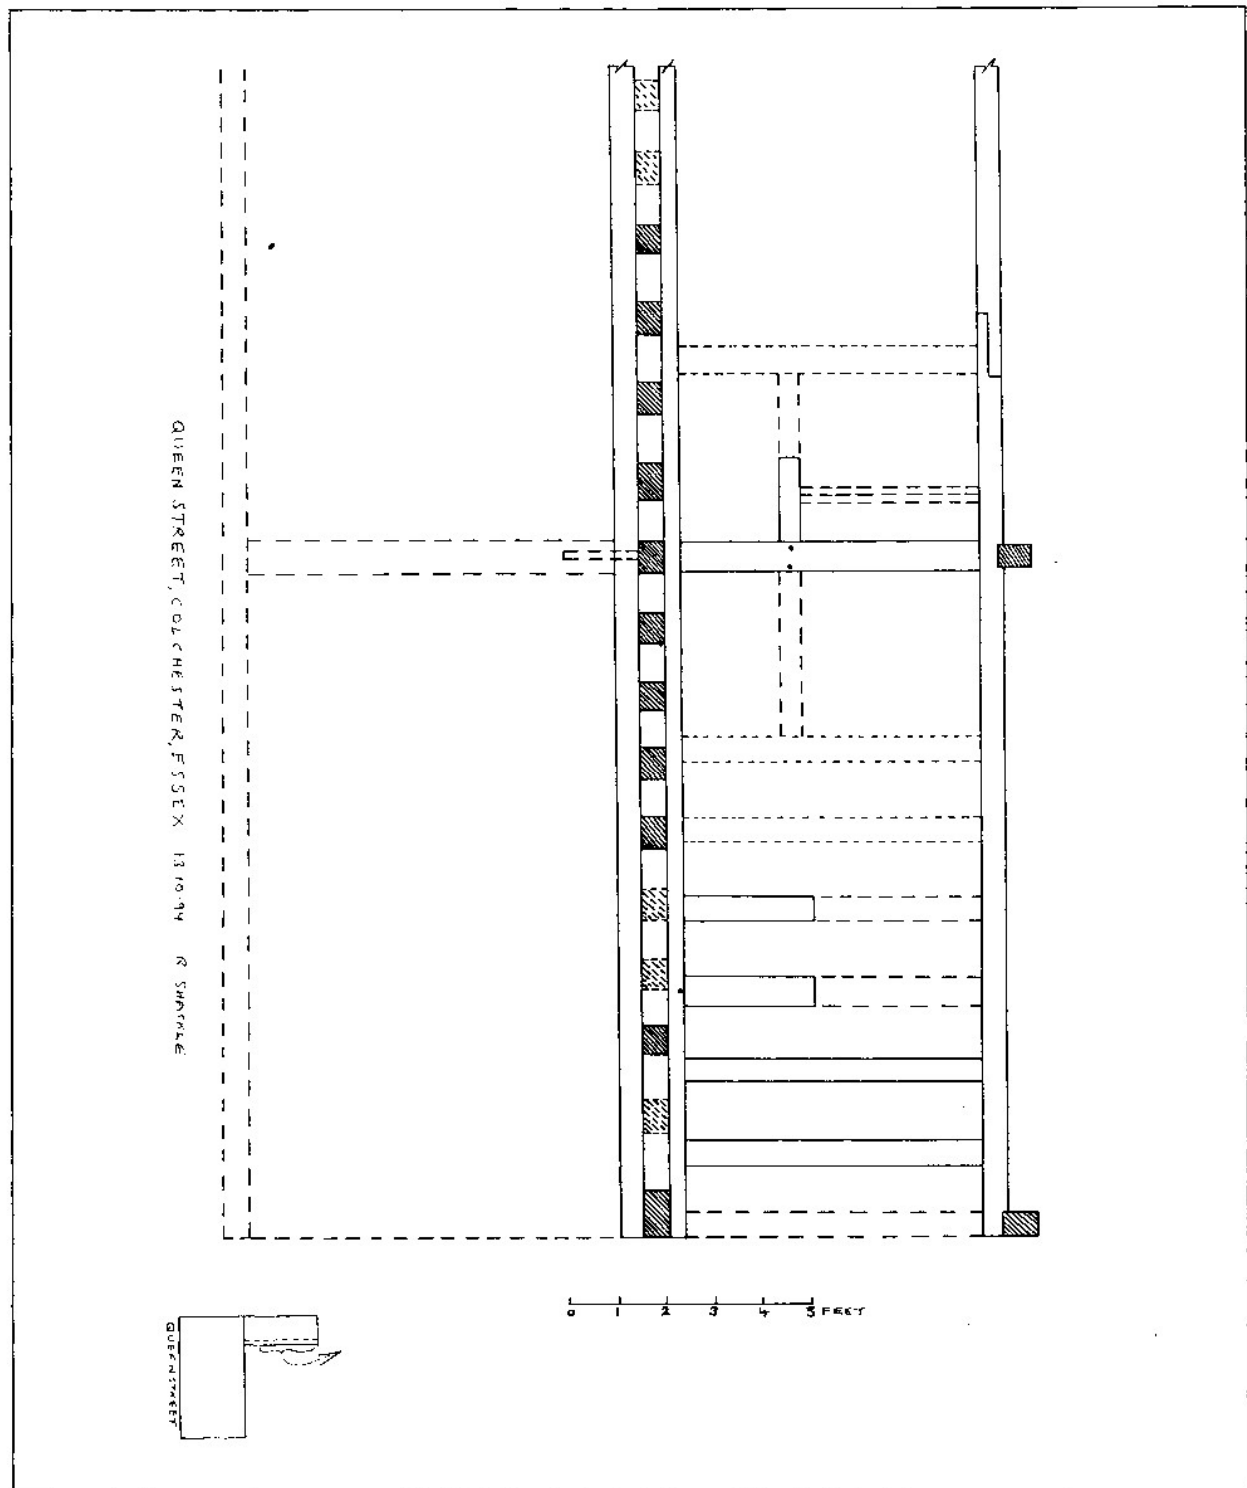 QUEEN STREET, COLCHESTER, ESSEX 13·10·94 R SHACKLE
0 1 2 3 4 5 FEET
QUEEN STREET